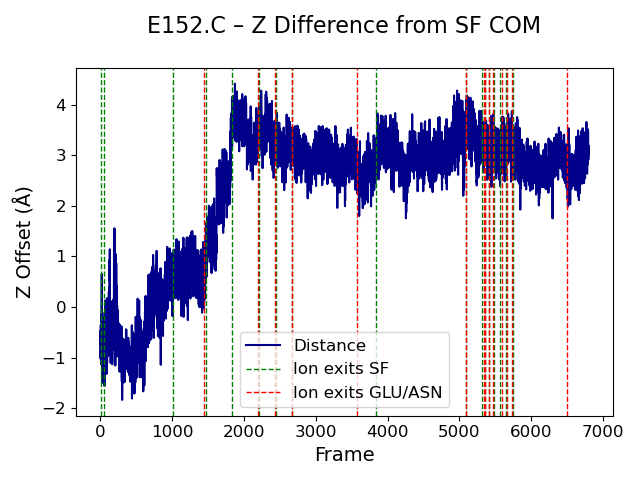 E152.C – Z Difference from SF COM
Z Offset (Å)
4
3
2
1
0
−1
−2
Distance
Ion exits SF
Ion exits GLU/ASN
0 1000 2000 3000 4000 5000 6000 7000
Frame